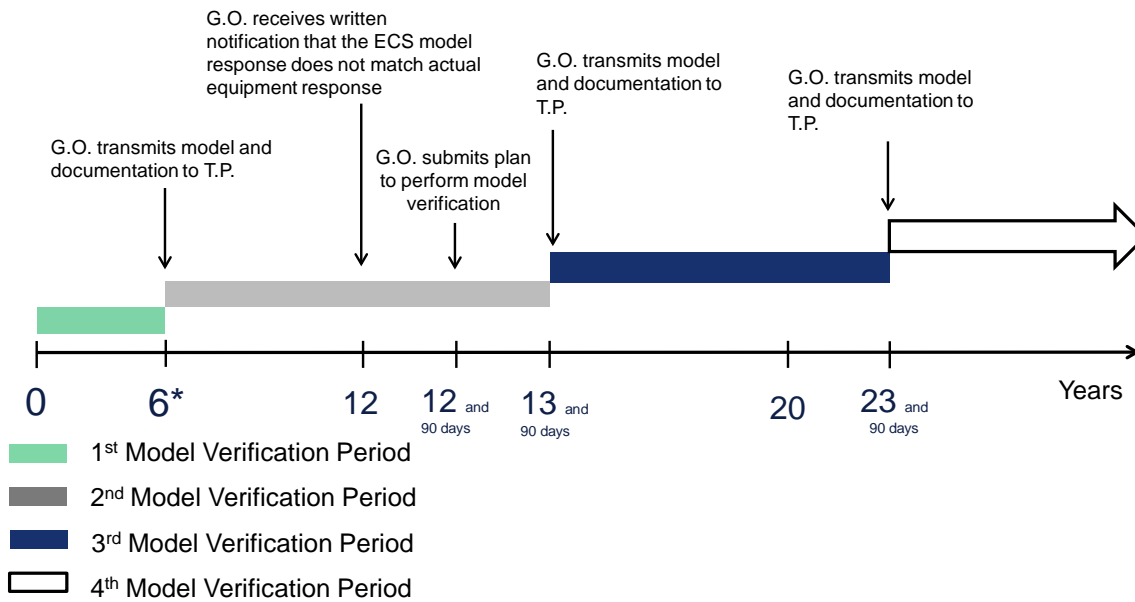 G.O. receives written
notification that the ECS model
response does not match actual
equipment response
G.O. transmits model
and documentation to
T.P.
G.O. transmits model
and documentation to
T.P.
G.O. transmits model and
documentation to T.P.
G.O. submits plan
to perform model
verification
0
6*
12
12 and
90 days
13 and
90 days
20
23 and
90 days
Years
1st Model Verification Period
2nd Model Verification Period
3rd Model Verification Period
4th Model Verification Period